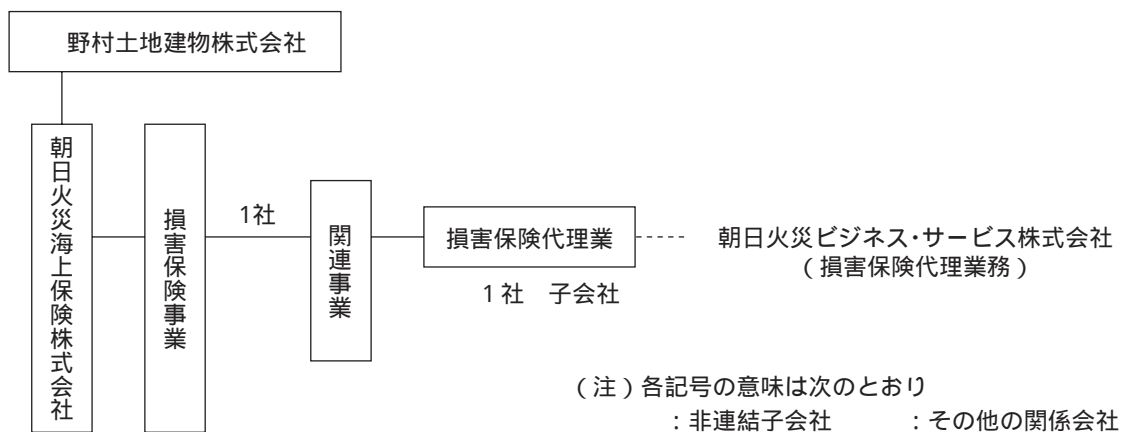 野村土地建物株式会社
朝日火災海上保険株式会社
損害保険事業
1社
関連事業
損害保険代理業
1社 子会社
朝日火災ビジネス・サービス株式会社
(損害保険代理業務)
(注)各記号の意味は次のとおり
:非連結子会社 :その他の関係会社